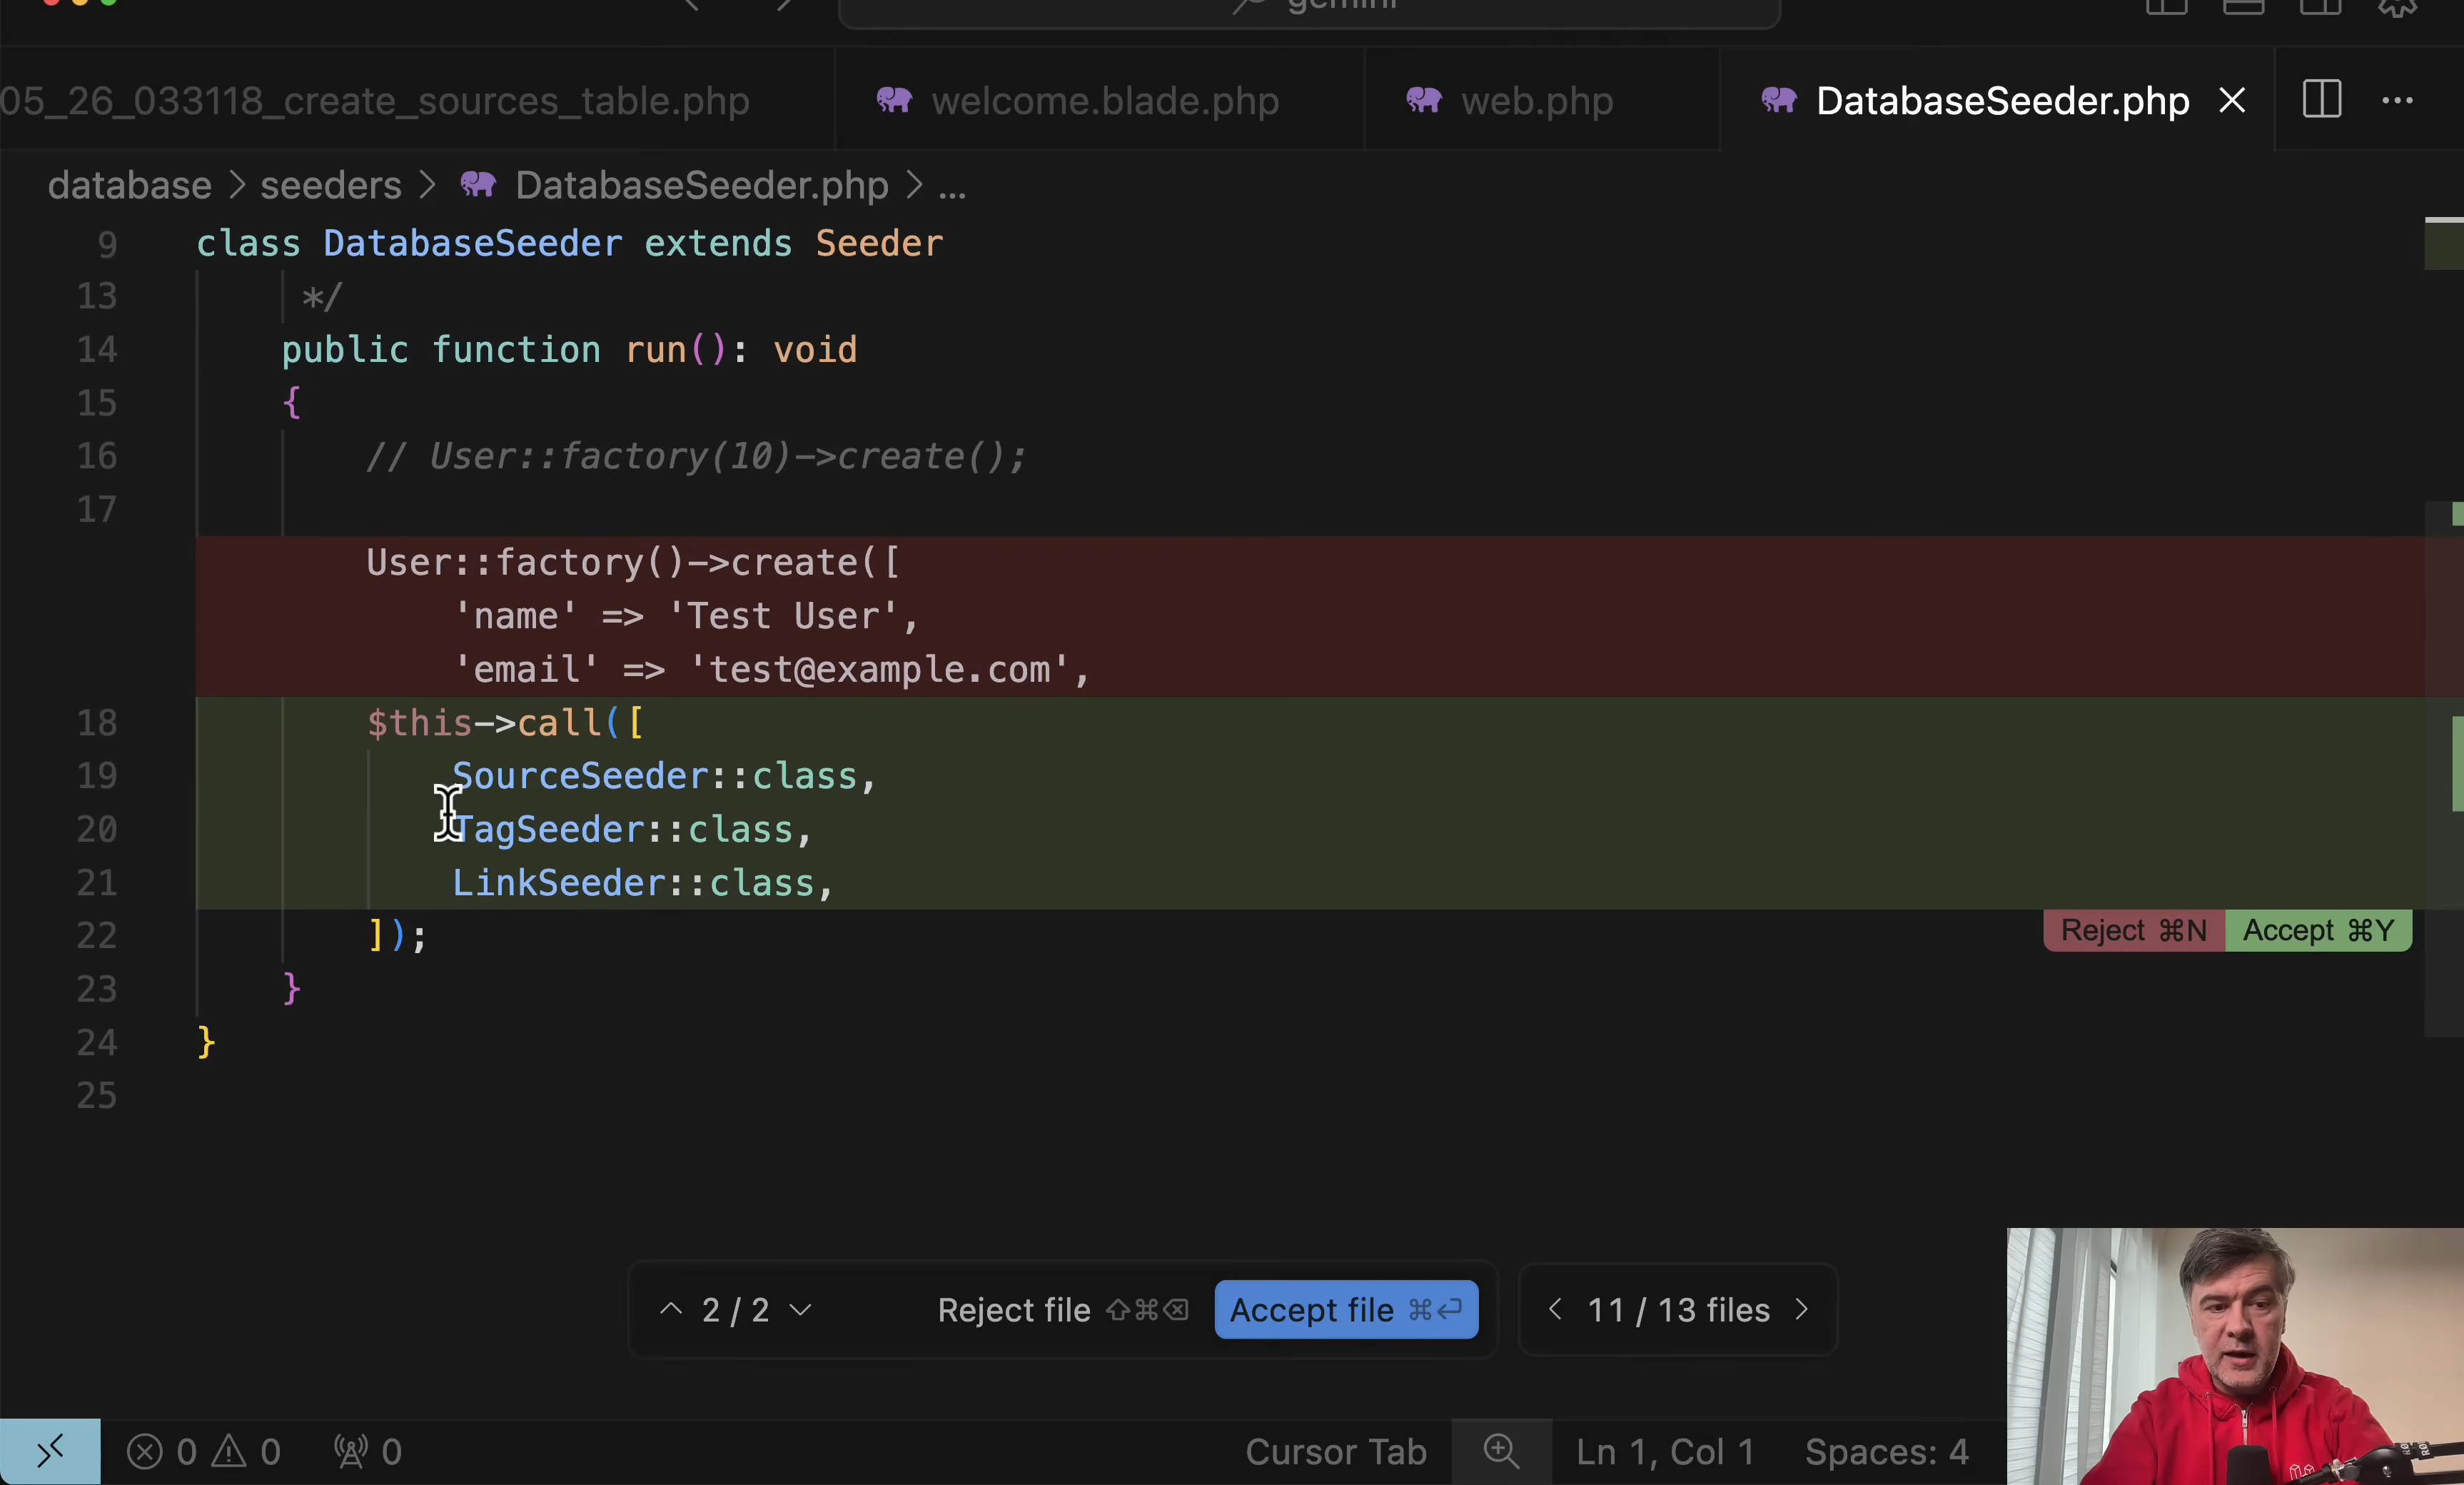 gemini
05_26_033118_create_sources_table.php
welcome.blade.php
web.php
DatabaseSeeder.php
database > seeders > DatabaseSeeder.php > ...
9 class DatabaseSeeder extends Seeder
13 */
14 public function run(): void
15 {
16 // User::factory(10)->create();
17
User::factory()->create([
'name' => 'Test User',
'email' => 'test@example.com',
18 $this->call([
19 SourceSeeder::class,
20 TagSeeder::class,
21 LinkSeeder::class,
22 ]);
Reject ⌘N Accept ⌘Y
23 }
24 }
25
2 / 2 Reject file ⇧⌘⌫ Accept file ⌘⏎ 11 / 13 files
0 0 0 Cursor Tab Ln 1, Col 1 Spaces: 4